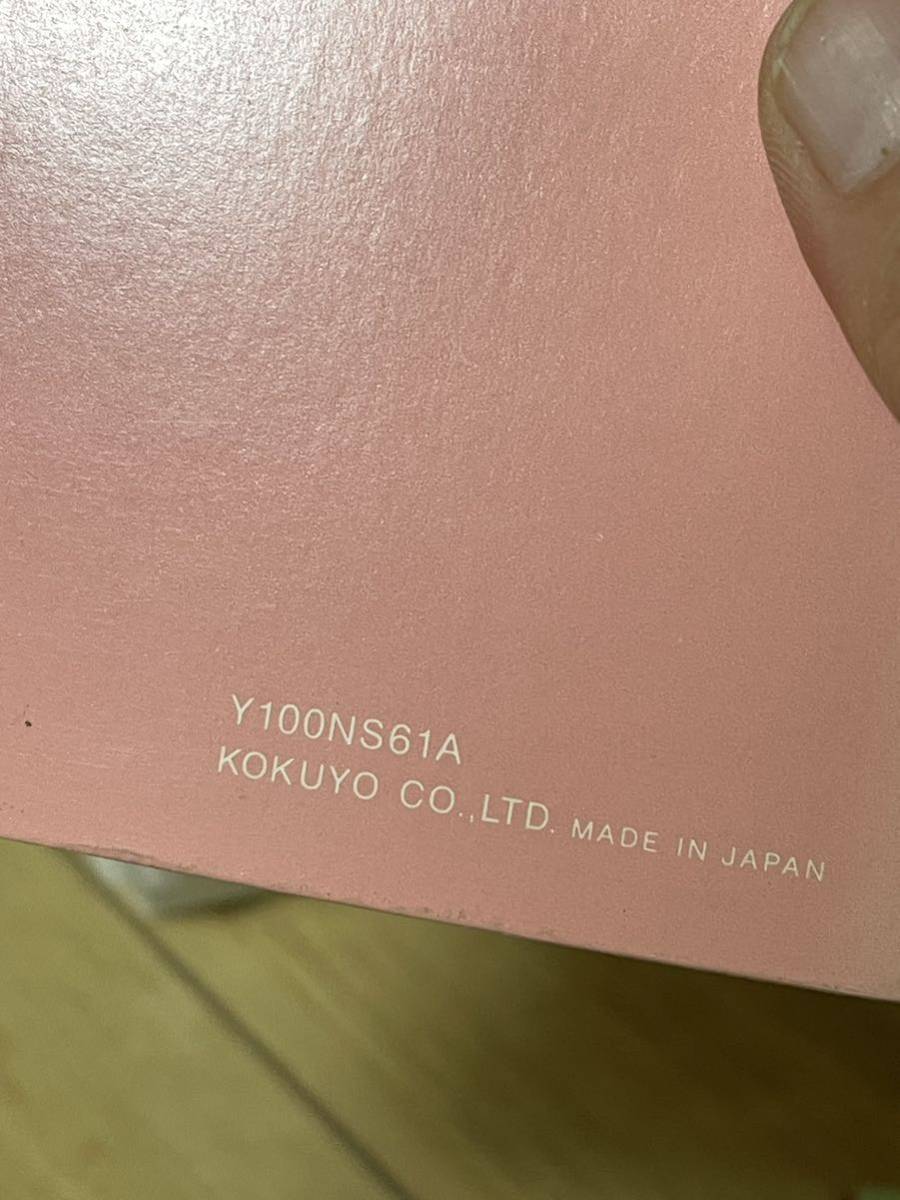 Y100NS61A
KOKUYO CO.,LTD. MADE IN JAPAN